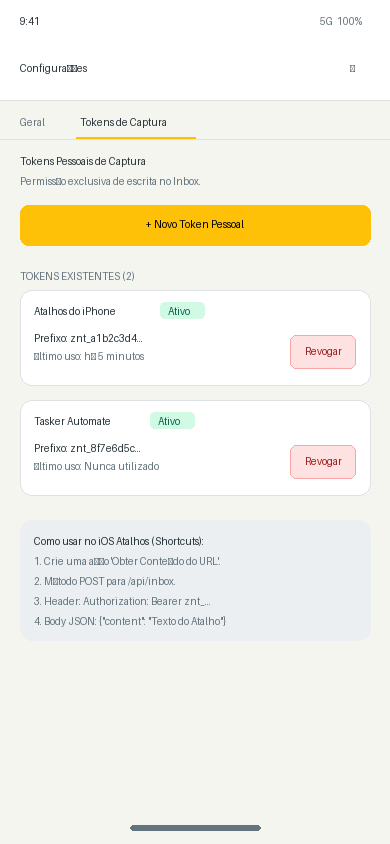 9:41
5G 100%
Geral
Tokens de Captura
Tokens Pessoais de Captura
exclusiva de escrita no Inbox.
+ Novo Token Pessoal
TOKENS EXISTENTES (2)
Atalhos do iPhone
Ativo
Prefixo: znt_a1b2c3d4...
uso: 5 minutos
Revogar
Tasker Automate
Ativo
Prefixo: znt_8f7e6d5c...
uso: Nunca utilizado
Revogar
Como usar no iOS Atalhos (Shortcuts):
1. Crie uma 'Obter do URL'.
2. POST para /api/inbox.
3. Header: Authorization: Bearer znt_...
4. Body JSON: {"content": "Texto do Atalho"}